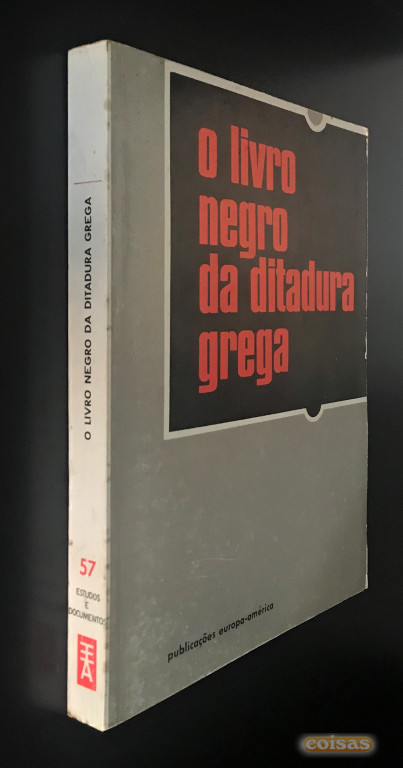 o livro
negro
da ditadura
grega
publicações europa-américa
O LIVRO NEGRO DA DITADURA GREGA
57
ESTUDOS
E
DOCUMENTOS
coisas